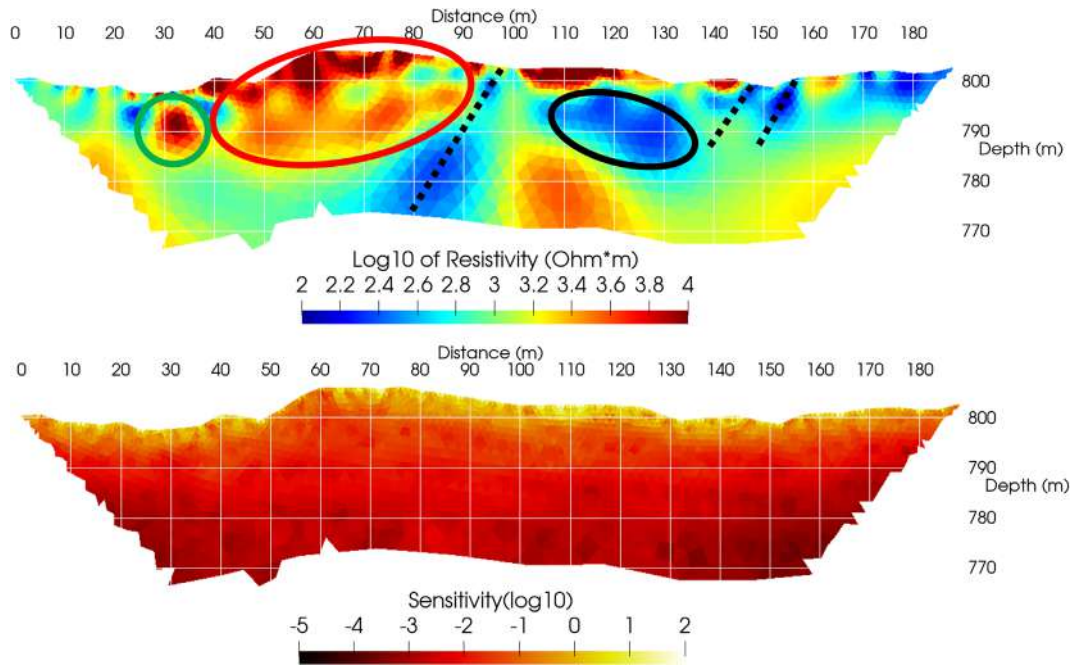 Distance (m)
0 10 20 30 40 50 60 70 80 90 100 110 120 130 140 150 160 170 180
800
790
Depth (m)
780
770
Log10 of Resistivity (Ohm*m)
2 2.2 2.4 2.6 2.8 3 3.2 3.4 3.6 3.8 4
Distance (m)
0 10 20 30 40 50 60 70 80 90 100 110 120 130 140 150 160 170 180
800
790
Depth (m)
780
770
Sensitivity(log10)
-5 -4 -3 -2 -1 0 1 2